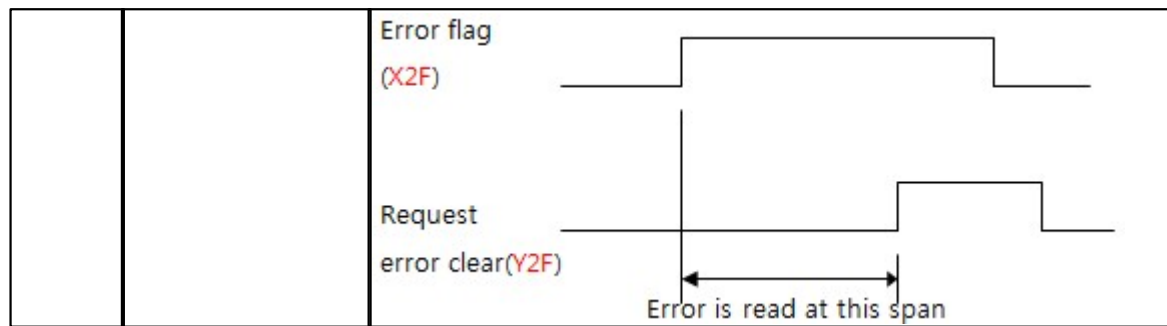 Error flag
(X2F)
Request
error clear(Y2F)
Error is read at this span